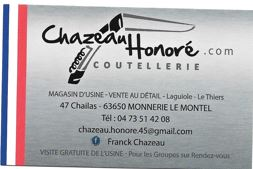 Chazeau Honoré .com
COUTELLERIE
MAGASIN D'USINE - VENTE AU DÉTAIL - Laguiole - Le Thiers
47 Chailas - 63650 MONNERIE LE MONTEL
Tél : 04 73 51 42 08
chazeau.honore.45@gmail.com
f Franck Chazeau
VISITE GRATUITE DE L'USINE - Pour les Groupes sur Rendez-vous